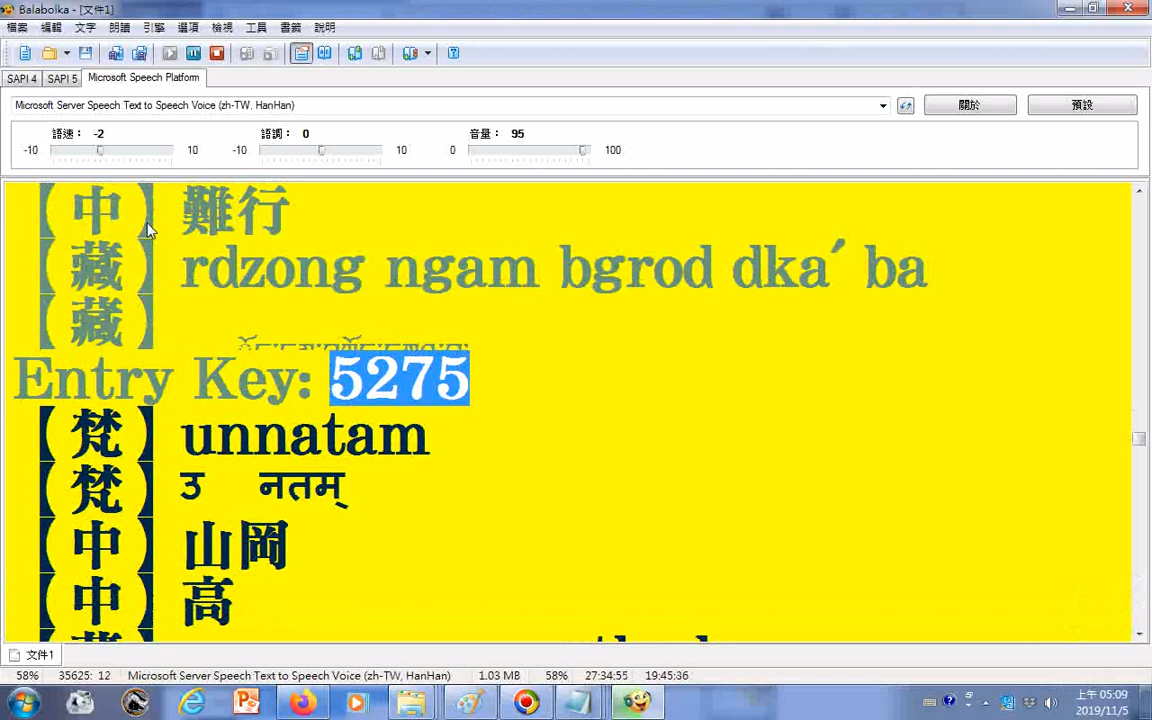 Balabolka - [文件1]
檔案 編輯 文字 朗讀 引擎 選項 檢視 工具 書籤 說明
SAPI 4 SAPI 5 Microsoft Speech Platform
Microsoft Server Speech Text to Speech Voice (zh-TW, HanHan) 關於 預設
語速： -2 語調： 0 音量： 95
-10 10 -10 10 0 100
【中】 難行
【藏】 rdzong ngam bgrod dka´ ba
【藏】
Entry Key: 5275
【梵】 unnatam
【梵】 उ नतम्
【中】 山岡
【中】 高
文件1
58% 35625: 12 Microsoft Server Speech Text to Speech Voice (zh-TW, HanHan) 1.03 MB 58% 27:34:55 19:45:36
上午 05:09
2019/11/5